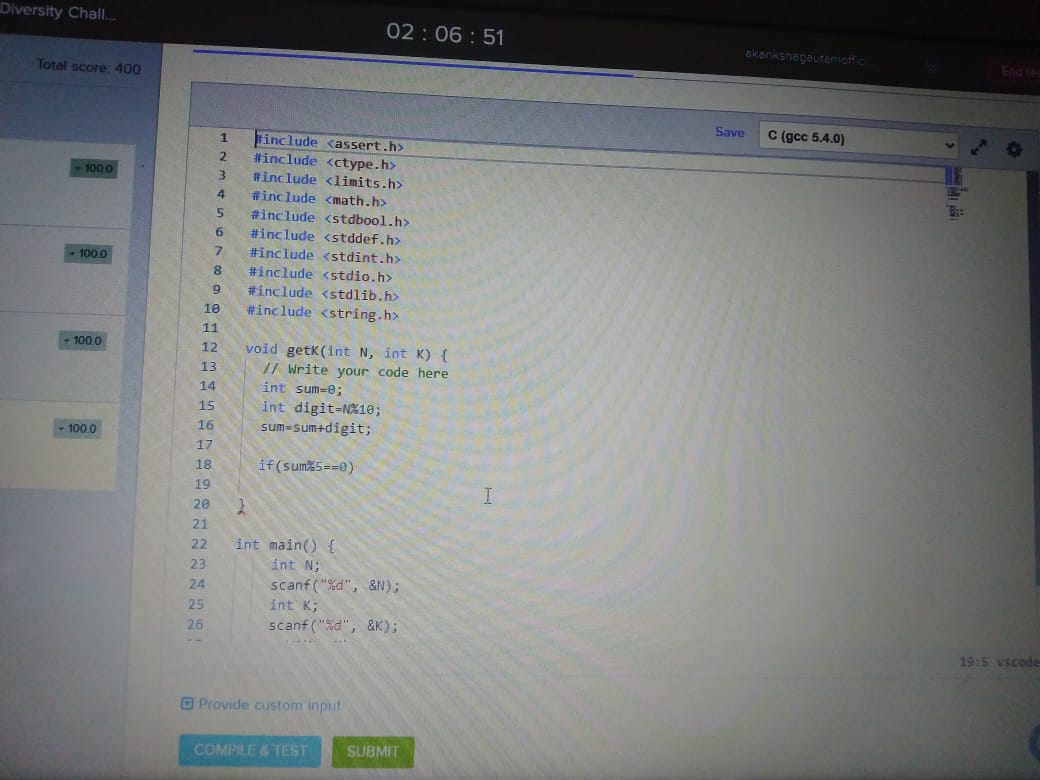 Diversity Chall...
02 : 06 : 51
akankshagautamoffici...
End te
Total score: 400
+ 100.0
+ 100.0
+ 100.0
+ 100.0
Save
C (gcc 5.4.0)
1 #include <assert.h>
2 #include <ctype.h>
3 #include <limits.h>
4 #include <math.h>
5 #include <stdbool.h>
6 #include <stddef.h>
7 #include <stdint.h>
8 #include <stdio.h>
9 #include <stdlib.h>
10 #include <string.h>
11
12 void getK(int N, int K) {
13 // Write your code here
14 int sum=0;
15 int digit=N%10;
16 sum=sum+digit;
17
18 if(sum%5==0)
19
20 }
21
22 int main() {
23 int N;
24 scanf("%d", &N);
25 int K;
26 scanf("%d", &K);
19:5 vscode
Provide custom input
COMPILE & TEST
SUBMIT